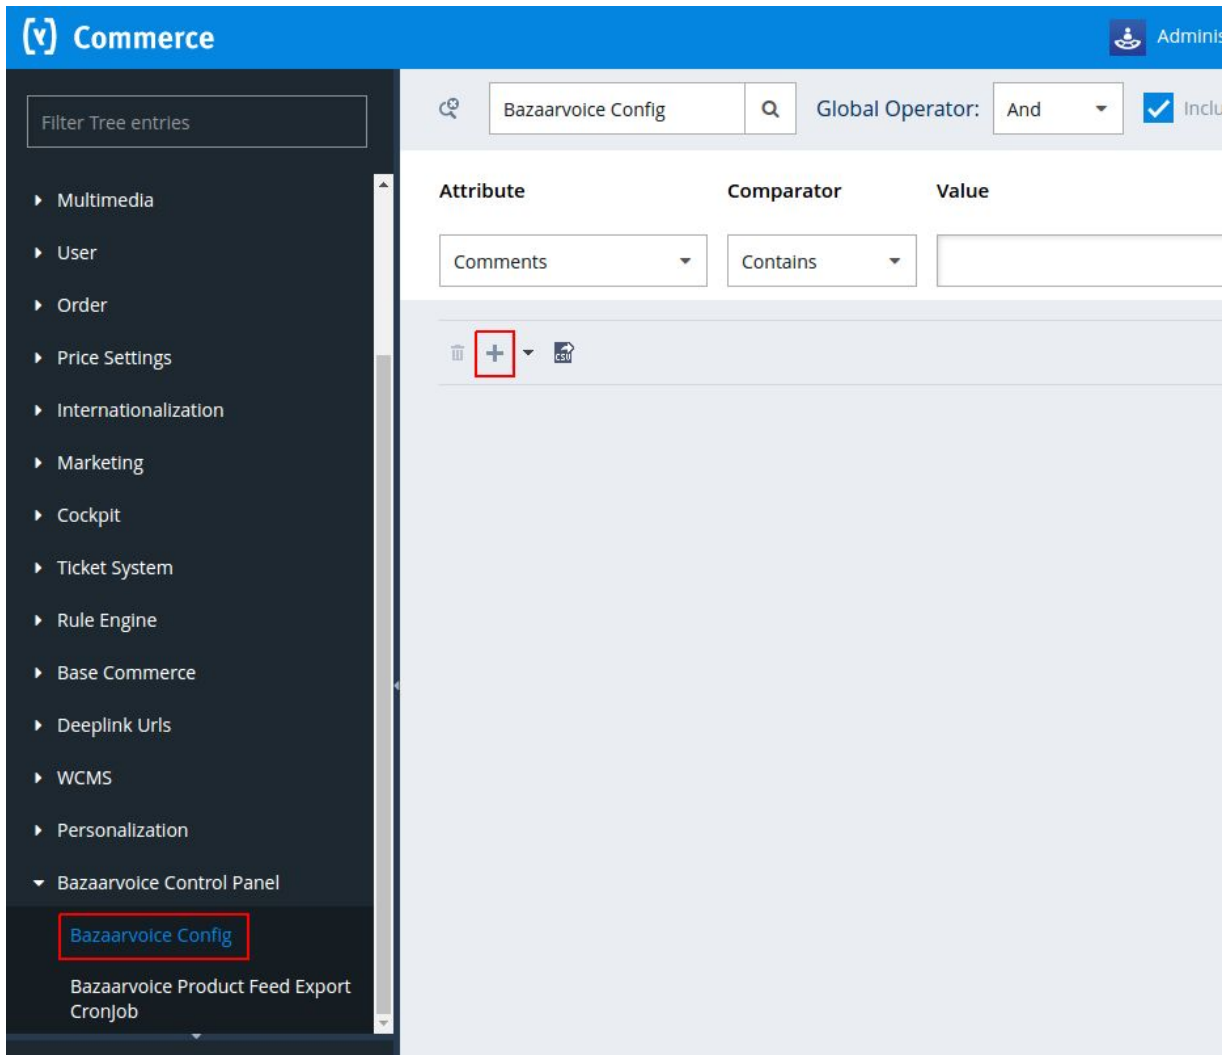 (Y) Commerce
Adminis
Filter Tree entries
Bazaarvoice Config
Global Operator:
And
Inclu
Attribute
Comparator
Value
Comments
Contains
CSV
Multimedia
User
Order
Price Settings
Internationalization
Marketing
Cockpit
Ticket System
Rule Engine
Base Commerce
Deeplink Urls
WCMS
Personalization
Bazaarvoice Control Panel
Bazaarvoice Config
Bazaarvoice Product Feed Export
CronJob